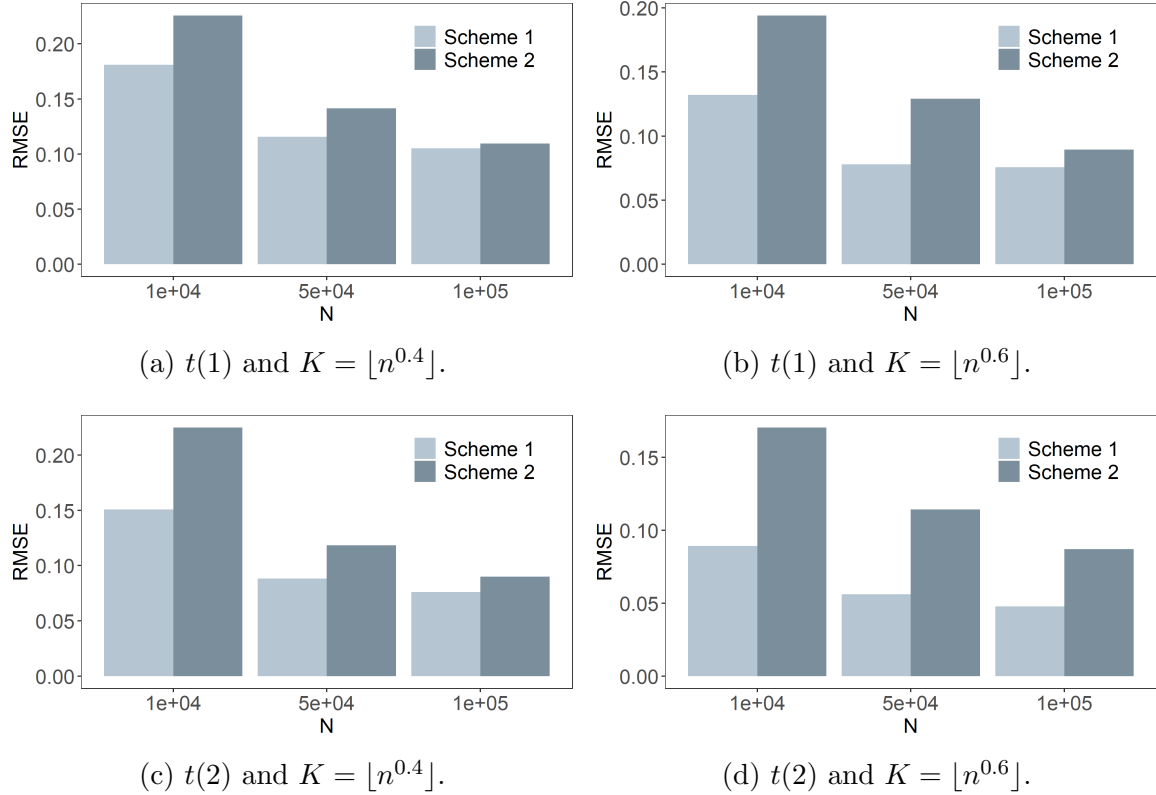 RMSE
0.20
0.15
0.10
0.05
0.00
Scheme 1
Scheme 2
1e+04 5e+04 1e+05
N
(a) t(1) and K = ⌊n^0.4⌋.
RMSE
0.20
0.15
0.10
0.05
0.00
Scheme 1
Scheme 2
1e+04 5e+04 1e+05
N
(b) t(1) and K = ⌊n^0.6⌋.
RMSE
0.20
0.15
0.10
0.05
0.00
Scheme 1
Scheme 2
1e+04 5e+04 1e+05
N
(c) t(2) and K = ⌊n^0.4⌋.
RMSE
0.15
0.10
0.05
0.00
Scheme 1
Scheme 2
1e+04 5e+04 1e+05
N
(d) t(2) and K = ⌊n^0.6⌋.